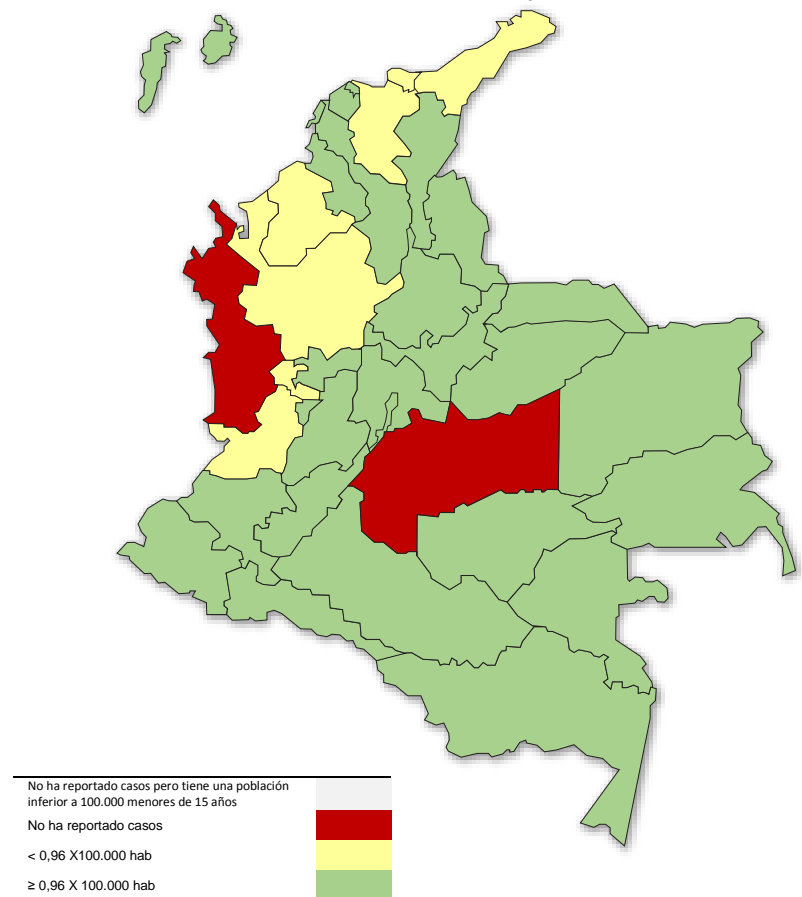 No ha reportado casos pero tiene una población
inferior a 100.000 menores de 15 años
No ha reportado casos
< 0,96 X100.000 hab
≥ 0,96 X 100.000 hab